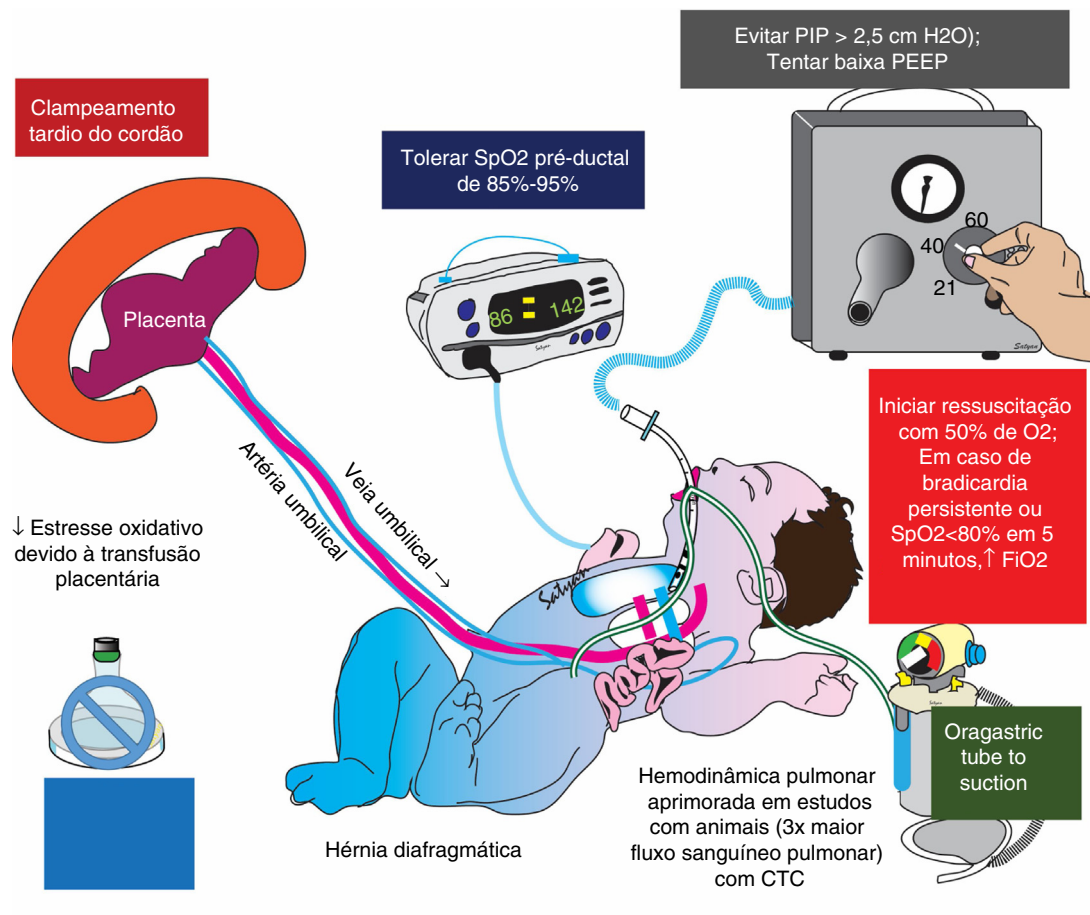 Evitar PIP > 2,5 cm H2O);
Tentar baixa PEEP
Clampeamento
tardio do cordão
Tolerar SpO2 pré-ductal
de 85%-95%
60
40
21
Satyan
86 142
Satyan
Placenta
Artéria umbilical
Veia umbilical →
Iniciar ressuscitação
com 50% de O2;
Em caso de
bradicardia
persistente ou
SpO2<80% em 5
minutos,↑ FiO2
↓ Estresse oxidativo
devido à transfusão
placentária
Satyan
Satyan
Oragastric
tube to
suction
Hérnia diafragmática
Hemodinâmica pulmonar
aprimorada em estudos
com animais (3x maior
fluxo sanguíneo pulmonar)
com CTC